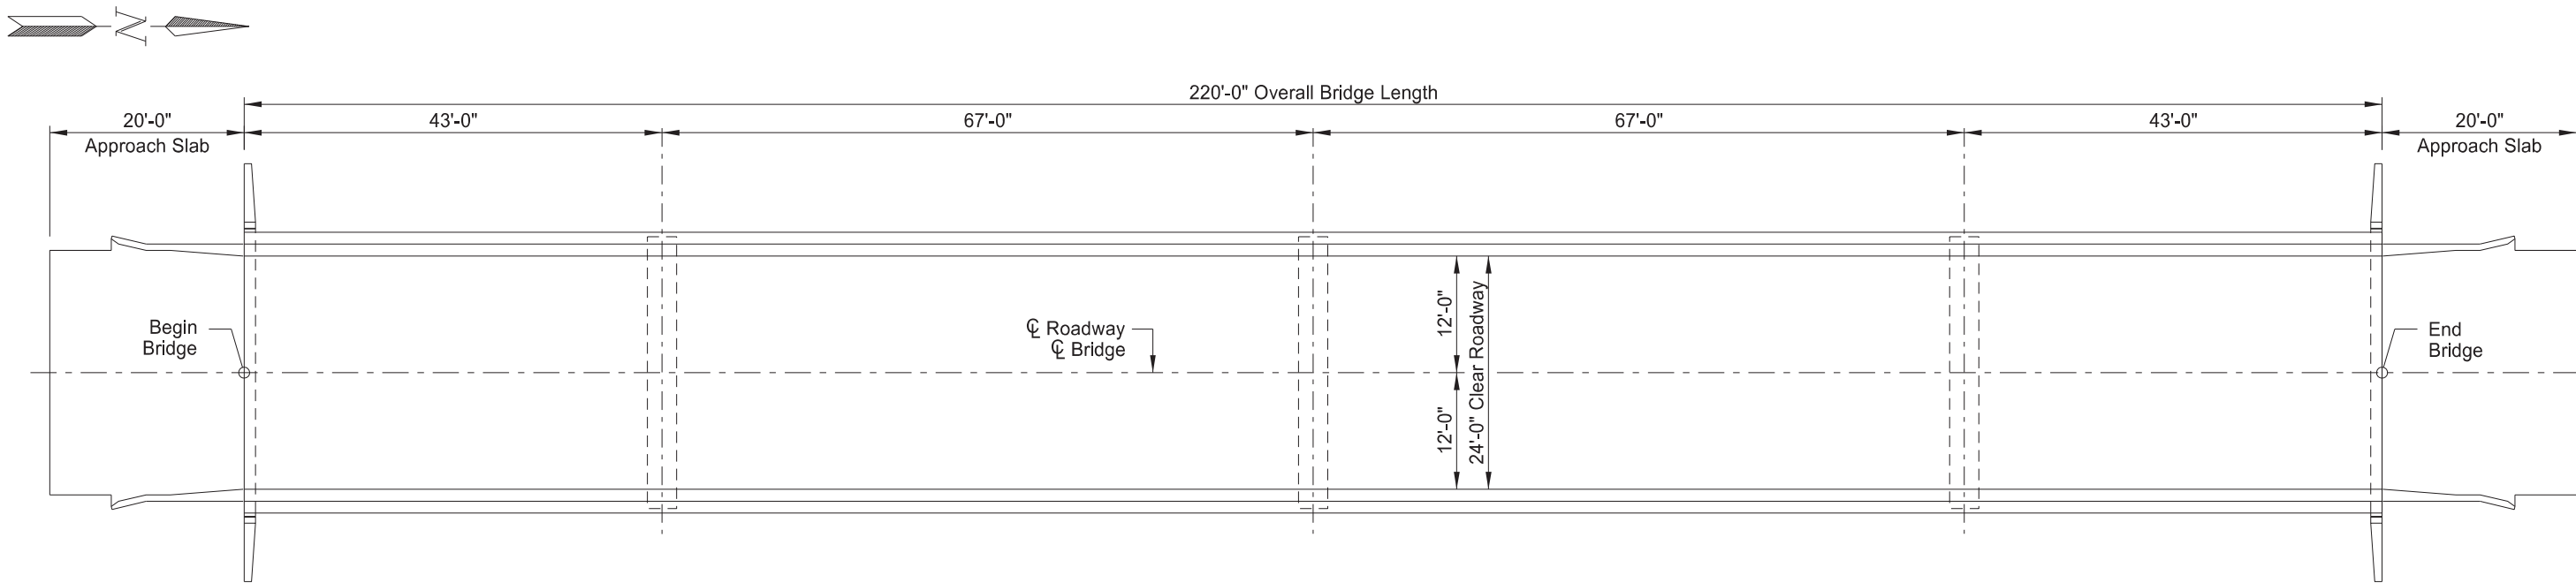 N
220'-0" Overall Bridge Length
20'-0"
Approach Slab
43'-0"
67'-0"
67'-0"
43'-0"
20'-0"
Approach Slab
Begin
Bridge
℄ Roadway
℄ Bridge
12'-0"
12'-0"
24'-0" Clear Roadway
End
Bridge